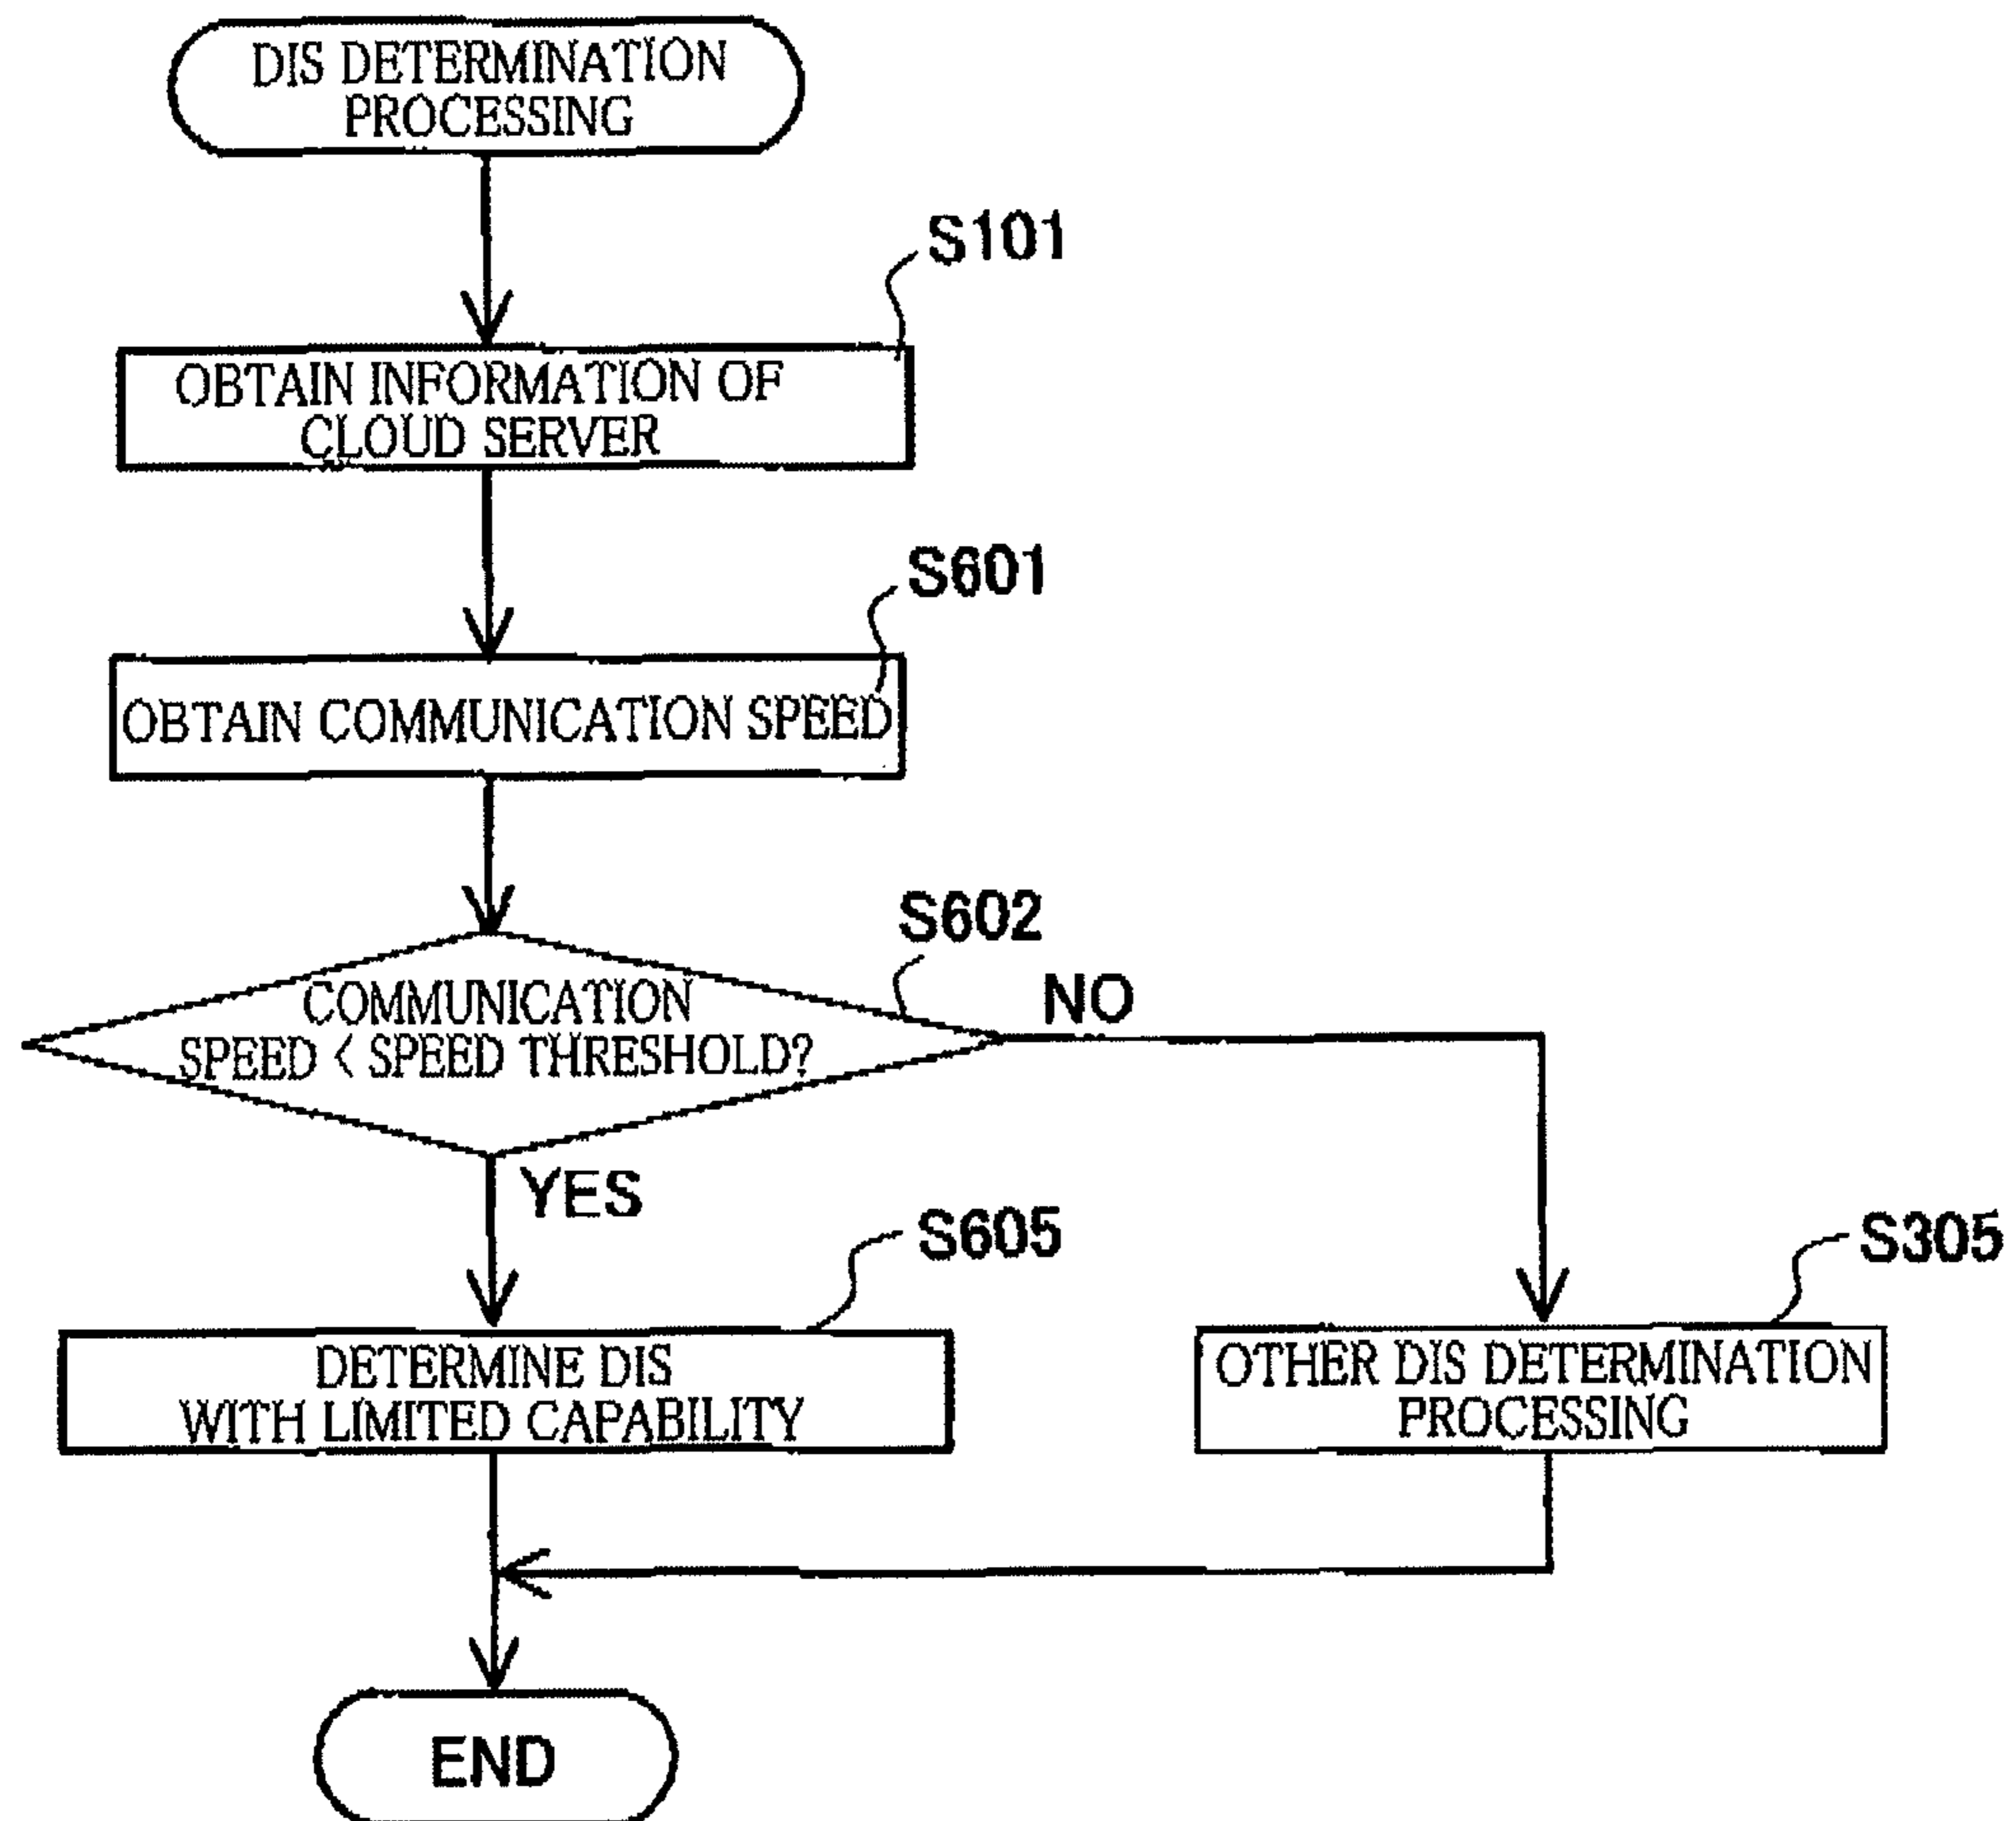 DIS DETERMINATION
PROCESSING
S101
OBTAIN INFORMATION OF
CLOUD SERVER
S601
OBTAIN COMMUNICATION SPEED
S602
COMMUNICATION
SPEED < SPEED THRESHOLD?
NO
YES
S605
DETERMINE DIS
WITH LIMITED CAPABILITY
S305
OTHER DIS DETERMINATION
PROCESSING
END